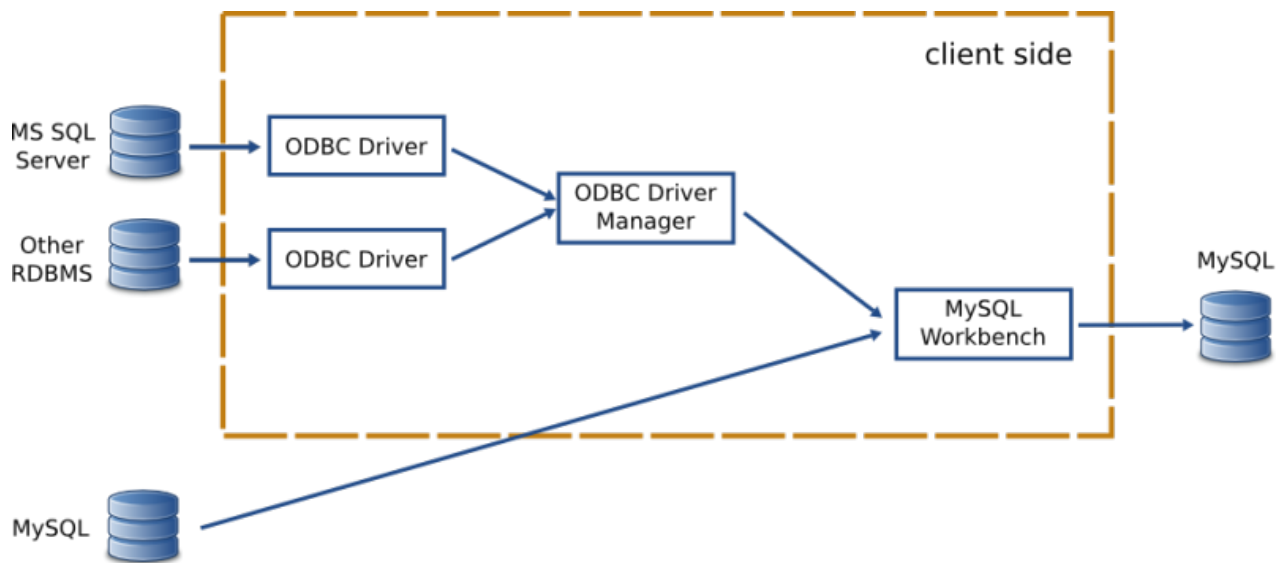 client side
MS SQL
Server
ODBC Driver
ODBC Driver
Manager
Other
RDBMS
ODBC Driver
MySQL
Workbench
MySQL
MySQL